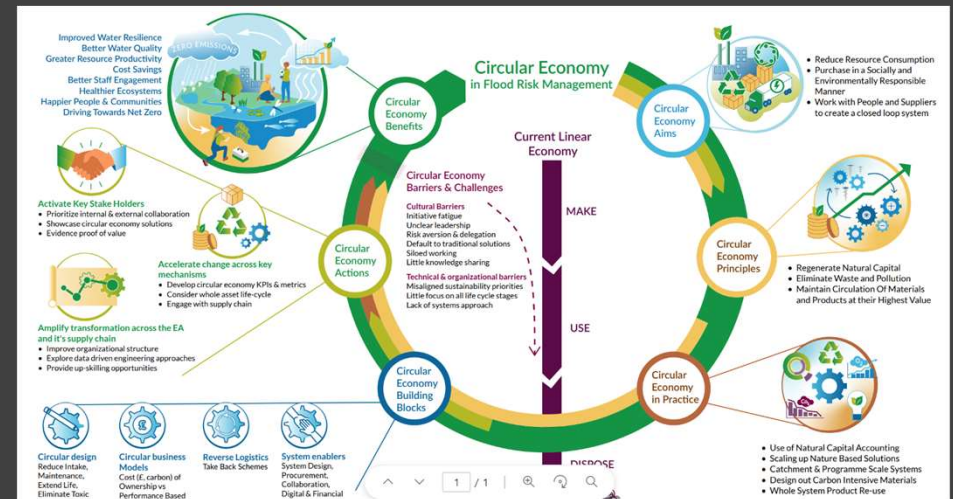 Circular Economy
in Flood Risk Management
Improved Water Resilience
Better Water Quality
Greater Resource Productivity
Cost Savings
Better Staff Engagement
Healthier Ecosystems
Happier People & Communities
Driving Towards Net Zero
ZERO EMISSIONS
Circular
Economy
Benefits
Circular
Economy
Aims
Reduce Resource Consumption
Purchase in a Socially and
Environmentally Responsible
Manner
Work with People and Suppliers
to create a closed loop system
Current Linear
Economy
MAKE
USE
DISPOSE
Circular Economy
Barriers & Challenges
Cultural Barriers
Initiative fatigue
Unclear leadership
Risk aversion & delegation
Default to traditional solutions
Siloed working
Little knowledge sharing
Technical & organizational barriers
Misaligned sustainability priorities
Little focus on all life cycle stages
Lack of systems approach
Activate Key Stake Holders
Prioritize internal & external collaboration
Showcase circular economy solutions
Evidence proof of value
Accelerate change across key
mechanisms
Develop circular economy KPIs & metrics
Consider whole asset life-cycle
Engage with supply chain
Amplify transformation across the EA
and it's supply chain
Improve organizational structure
Explore data driven engineering approaches
Provide up-skilling opportunities
Circular
Economy
Actions
Circular
Economy
Principles
Regenerate Natural Capital
Eliminate Waste and Pollution
Maintain Circulation Of Materials
and Products at their Highest Value
Circular
Economy
Building
Blocks
Circular
Economy
in Practice
Use of Natural Capital Accounting
Scaling up Nature Based Solutions
Catchment & Programme Scale Systems
Design out Carbon Intensive Materials
Whole System Product Re-use
Circular design
Reduce Intake,
Maintenance,
Extend Life,
Eliminate Toxic
Circular business
Models
Cost (£, carbon) of
Ownership vs
Performance Based
Reverse Logistics
Take Back Schemes
System enablers
System Design,
Procurement,
Collaboration,
Digital & Financial
1 / 1